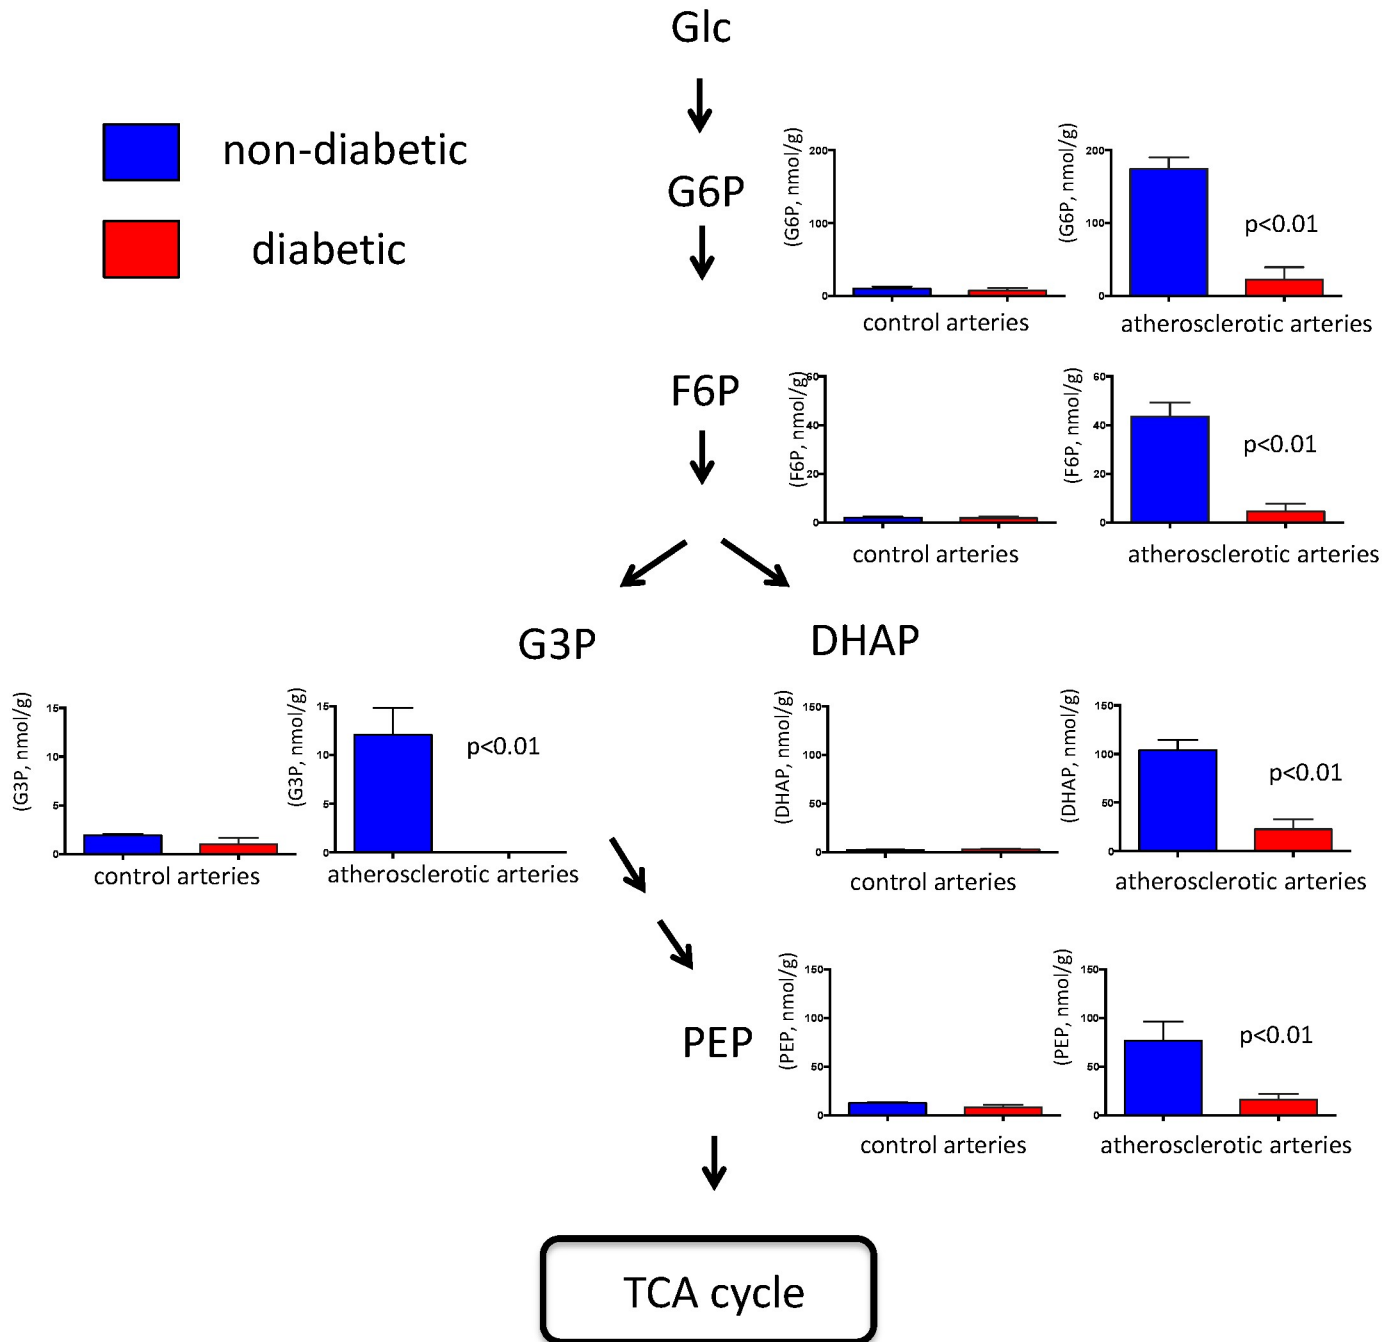 Glc
non-diabetic
diabetic
G6P
(G6P, nmol/g)
200
100
0
control arteries
(G6P, nmol/g)
200
100
0
p<0.01
atherosclerotic arteries
F6P
(F6P, nmol/g)
60
40
20
0
control arteries
(F6P, nmol/g)
60
40
20
0
p<0.01
atherosclerotic arteries
G3P
DHAP
(G3P, nmol/g)
15
10
5
0
control arteries
(G3P, nmol/g)
15
10
5
0
p<0.01
atherosclerotic arteries
(DHAP, nmol/g)
150
100
50
0
control arteries
(DHAP, nmol/g)
150
100
50
0
p<0.01
atherosclerotic arteries
PEP
(PEP, nmol/g)
150
100
50
0
control arteries
(PEP, nmol/g)
150
100
50
0
p<0.01
atherosclerotic arteries
TCA cycle